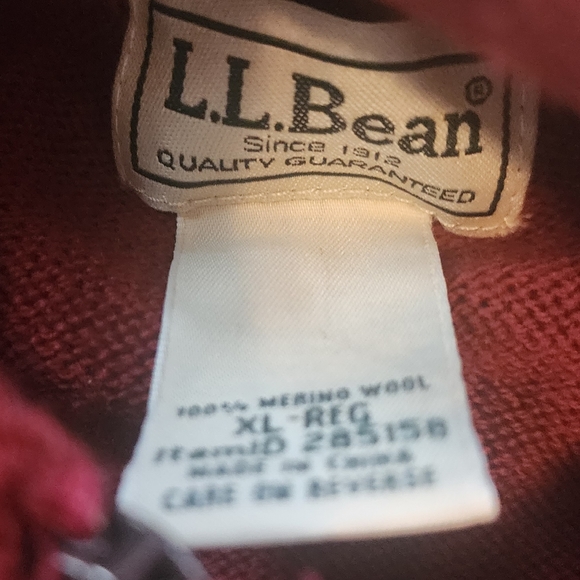 L.L.Bean®
Since 1912
QUALITY GUARANTEED
100% MERINO WOOL
XL-REG
ItemID 285158
MADE IN CHINA
CARE ON REVERSE